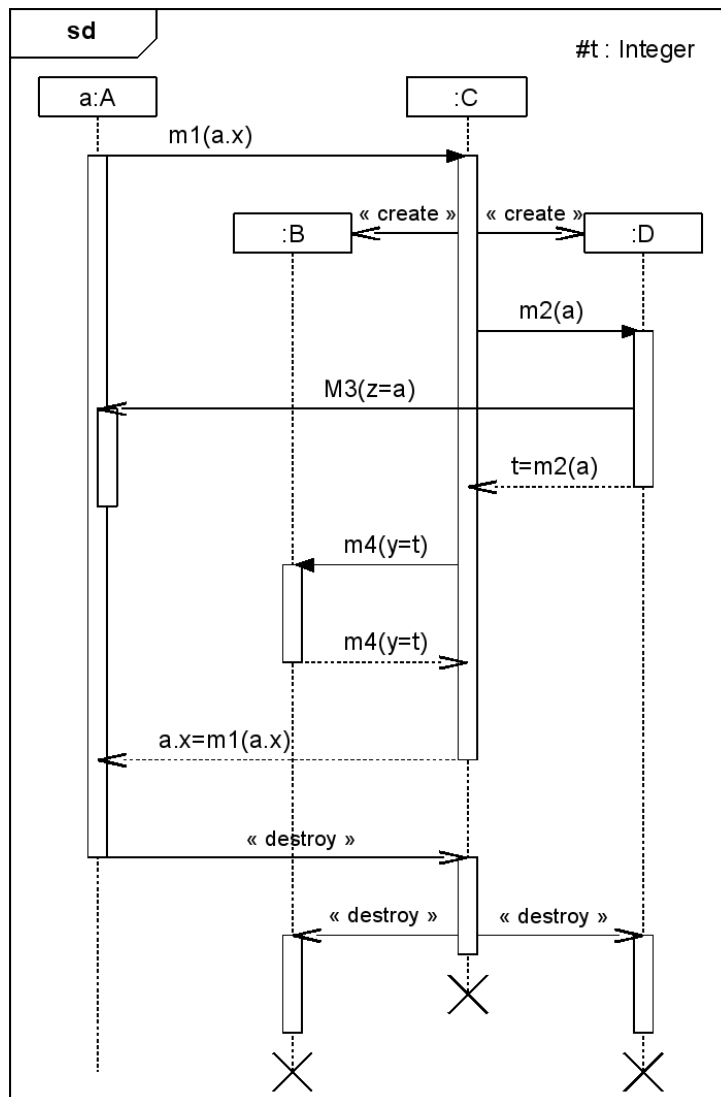 sd
#t : Integer
a:A
:C
m1(a.x)
« create »
« create »
:B
:D
m2(a)
M3(z=a)
t=m2(a)
m4(y=t)
m4(y=t)
a.x=m1(a.x)
« destroy »
« destroy »
« destroy »